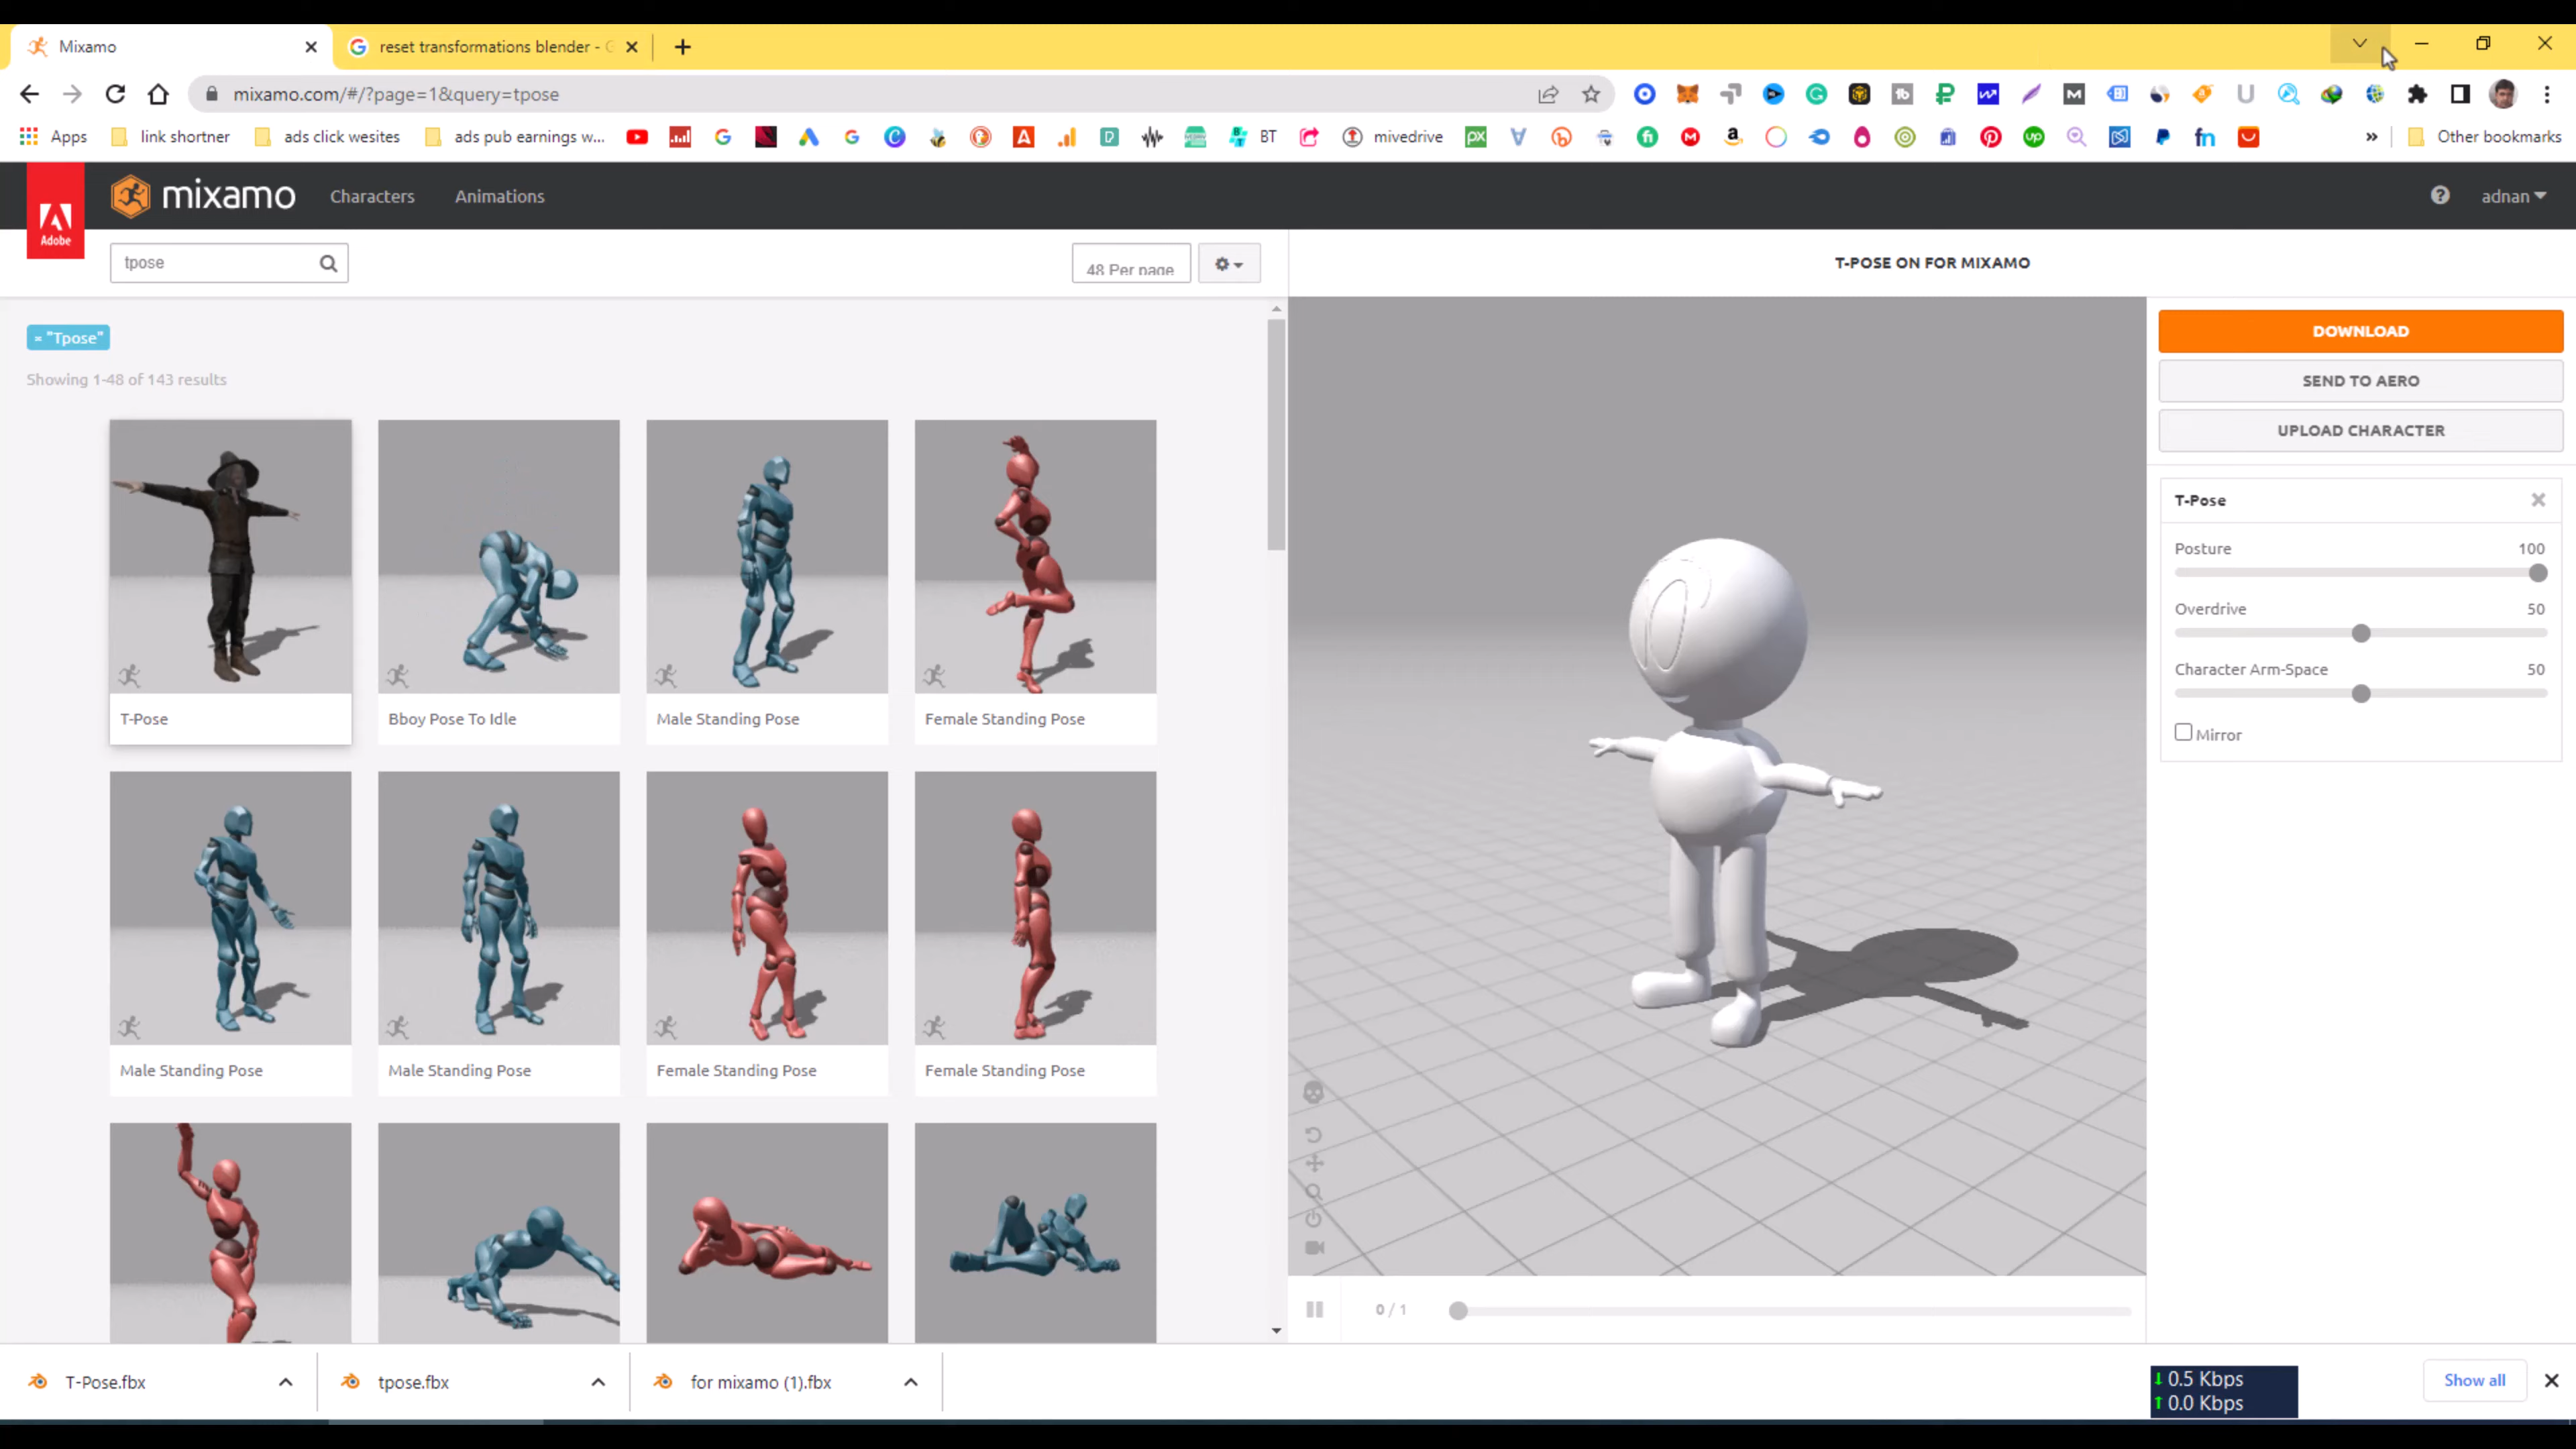 Mixamo
reset transformations blender - G
mixamo.com/#/?page=1&query=tpose
Apps
link shortner
ads click wesites
ads pub earnings w...
BT
mivedrive
Other bookmarks
Adobe
mixamo
Characters
Animations
adnan
tpose
48 Per page
T-POSE ON FOR MIXAMO
× "Tpose"
Showing 1-48 of 143 results
DOWNLOAD
SEND TO AERO
UPLOAD CHARACTER
T-Pose
Posture 100
Overdrive 50
Character Arm-Space 50
Mirror
T-Pose
Bboy Pose To Idle
Male Standing Pose
Female Standing Pose
Male Standing Pose
Male Standing Pose
Female Standing Pose
Female Standing Pose
0 / 1
T-Pose.fbx
tpose.fbx
for mixamo (1).fbx
0.5 Kbps
0.0 Kbps
Show all